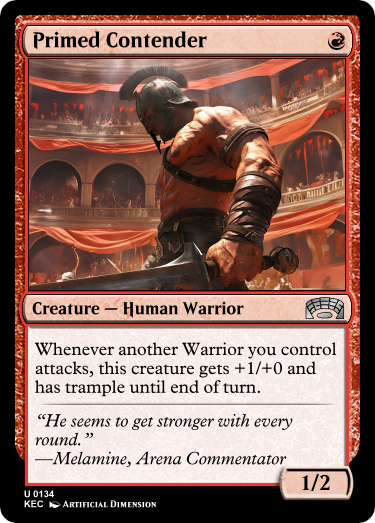 Primed Contender
Creature — Human Warrior
Whenever another Warrior you control
attacks, this creature gets +1/+0 and
has trample until end of turn.
“He seems to get stronger with every
round.”
—Melamine, Arena Commentator
1/2
U 0134
KEC Artificial Dimension